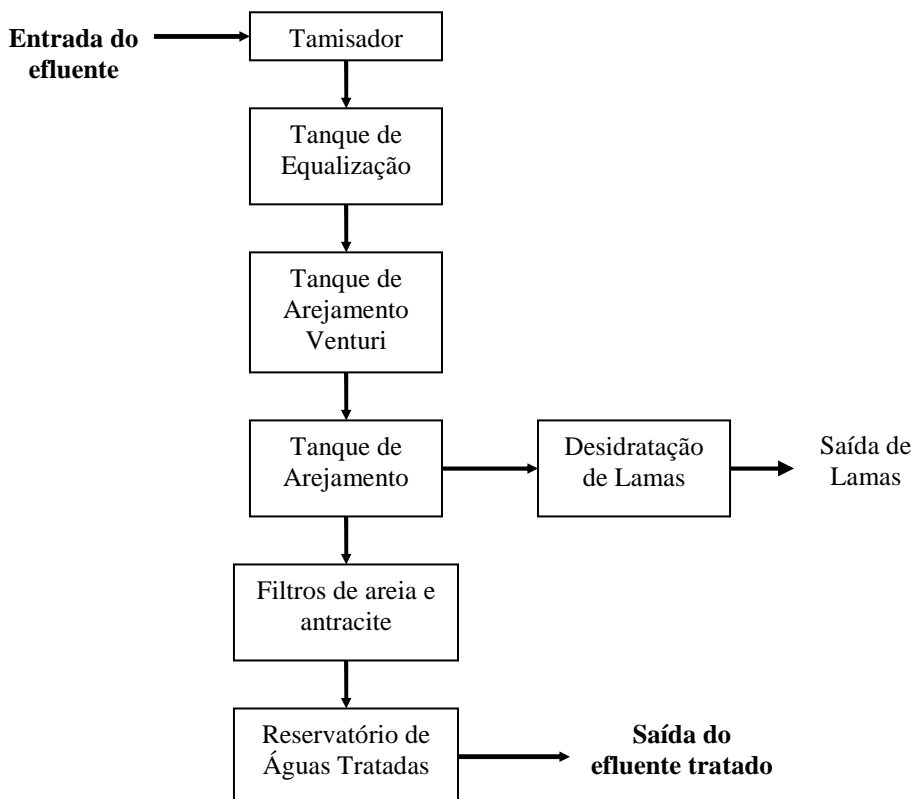 Entrada do
efluente
Tamisador
Tanque de
Equalização
Tanque de
Arejamento
Venturi
Tanque de
Arejamento
Desidratação
de Lamas
Saída de
Lamas
Filtros de areia e
antracite
Reservatório de
Águas Tratadas
Saída do
efluente tratado